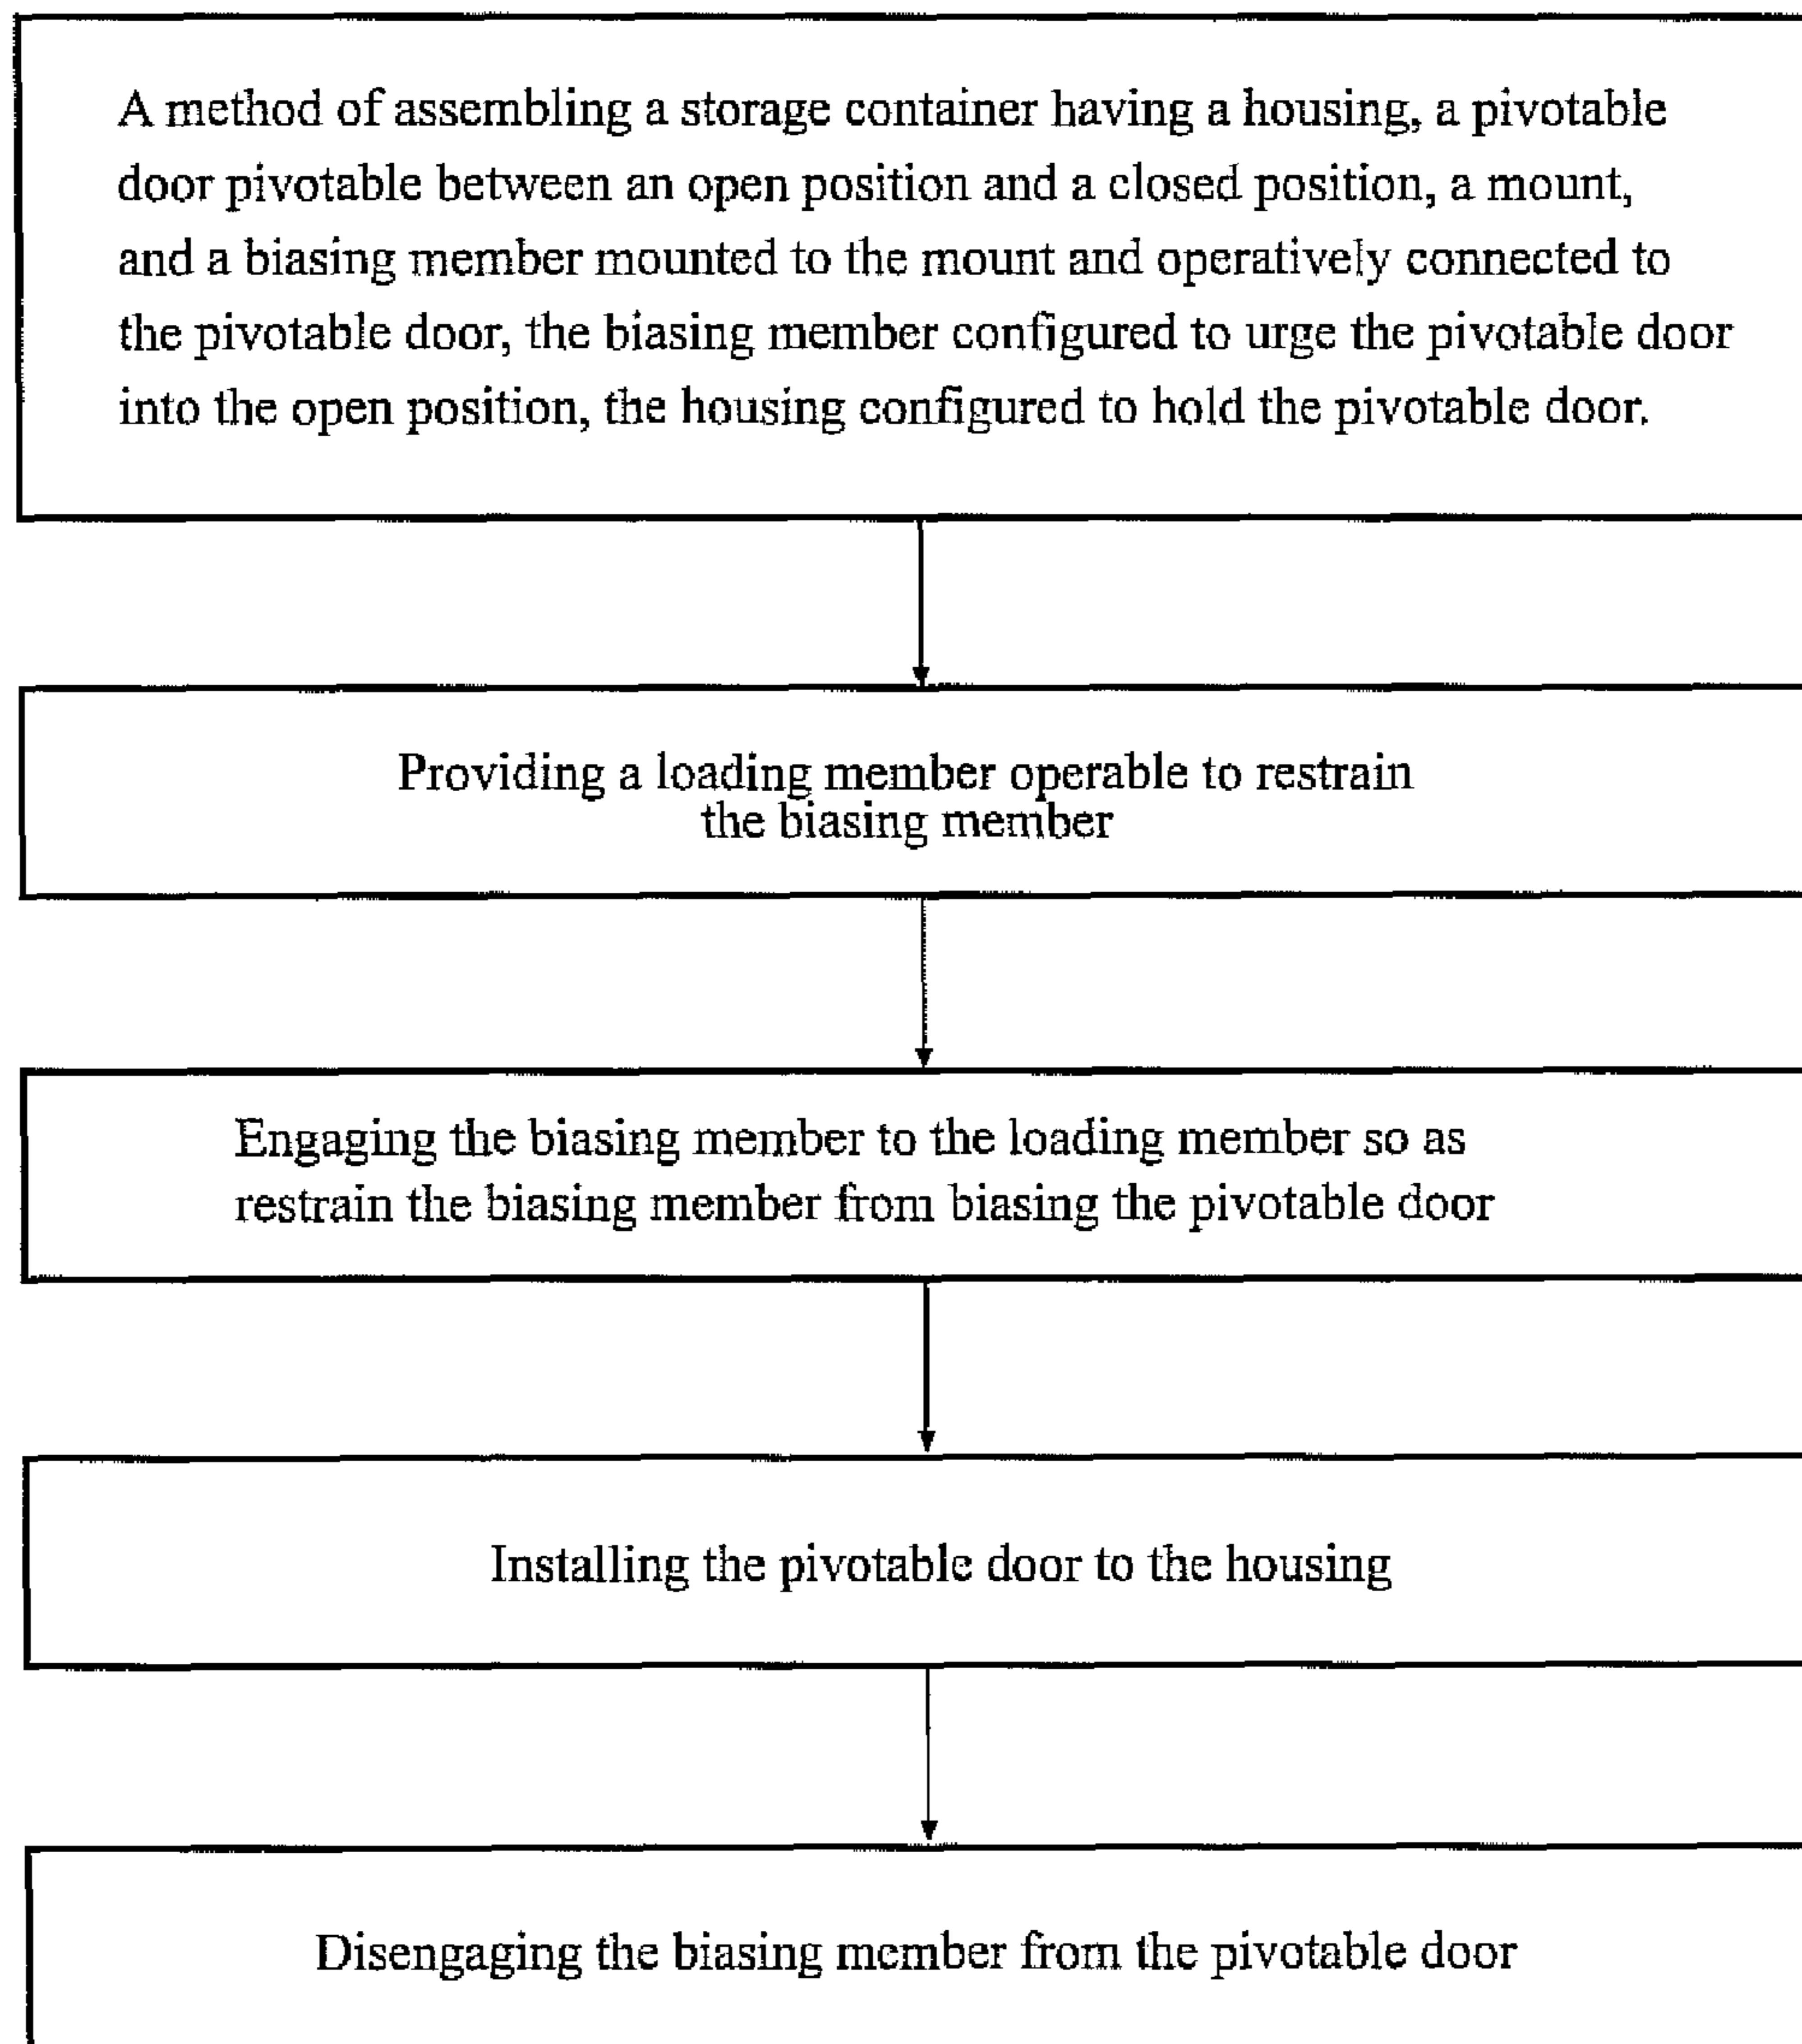 A method of assembling a storage container having a housing, a pivotable
door pivotable between an open position and a closed position, a mount,
and a biasing member mounted to the mount and operatively connected to
the pivotable door, the biasing member configured to urge the pivotable door
into the open position, the housing configured to hold the pivotable door.
Providing a loading member operable to restrain
the biasing member
Engaging the biasing member to the loading member so as
restrain the biasing member from biasing the pivotable door
Installing the pivotable door to the housing
Disengaging the biasing member from the pivotable door